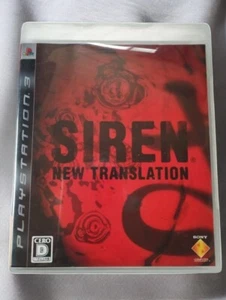 PLAYSTATION 3
SIREN
NEW TRANSLATION
CERO
D
SONY